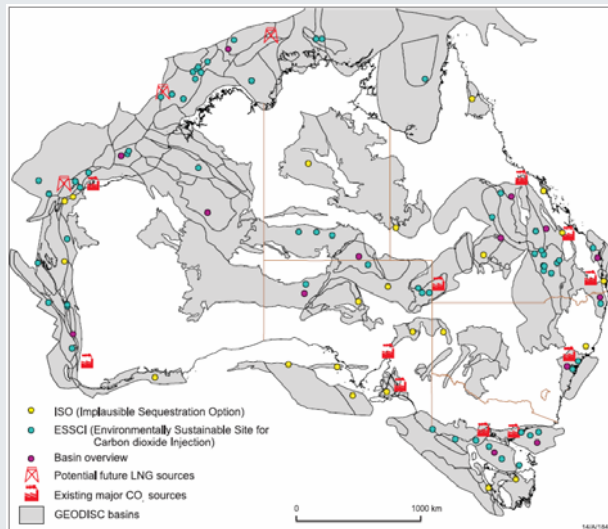 ISO (Implausible Sequestration Option)
ESSCI (Environmentally Sustainable Site for
Carbon dioxide Injection)
Basin overview
Potential future LNG sources
Existing major CO₂ sources
GEODISC basins
0 1000 km